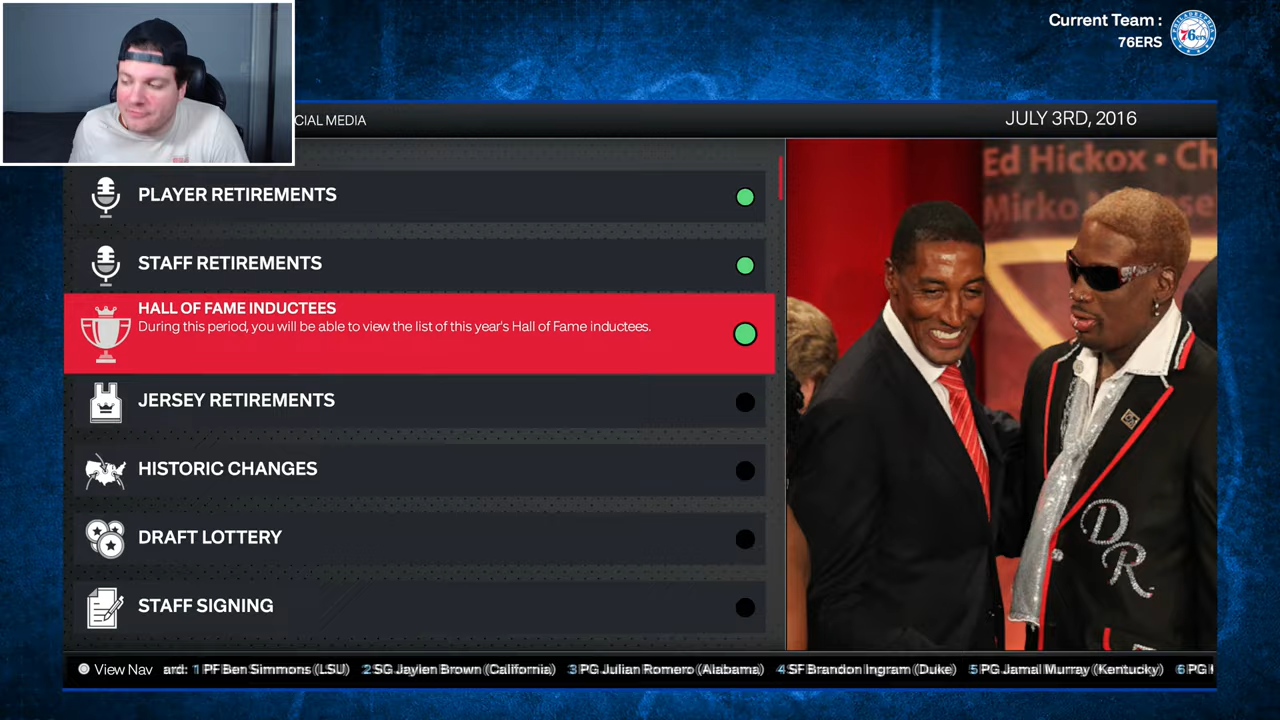 Current Team :
76ERS
CIAL MEDIA
JULY 3RD, 2016
Ed Hickox • Ch
Mirko
PLAYER RETIREMENTS
STAFF RETIREMENTS
HALL OF FAME INDUCTEES
During this period, you will be able to view the list of this year's Hall of Fame inductees.
JERSEY RETIREMENTS
HISTORIC CHANGES
DRAFT LOTTERY
STAFF SIGNING
DR
View Nav ard: 1 PF Ben Simmons (LSU) 2 SG Jaylen Brown (California) 3 PG Julian Romero (Alabama) 4 SF Brandon Ingram (Duke) 5 PG Jamal Murray (Kentucky) 6 PG